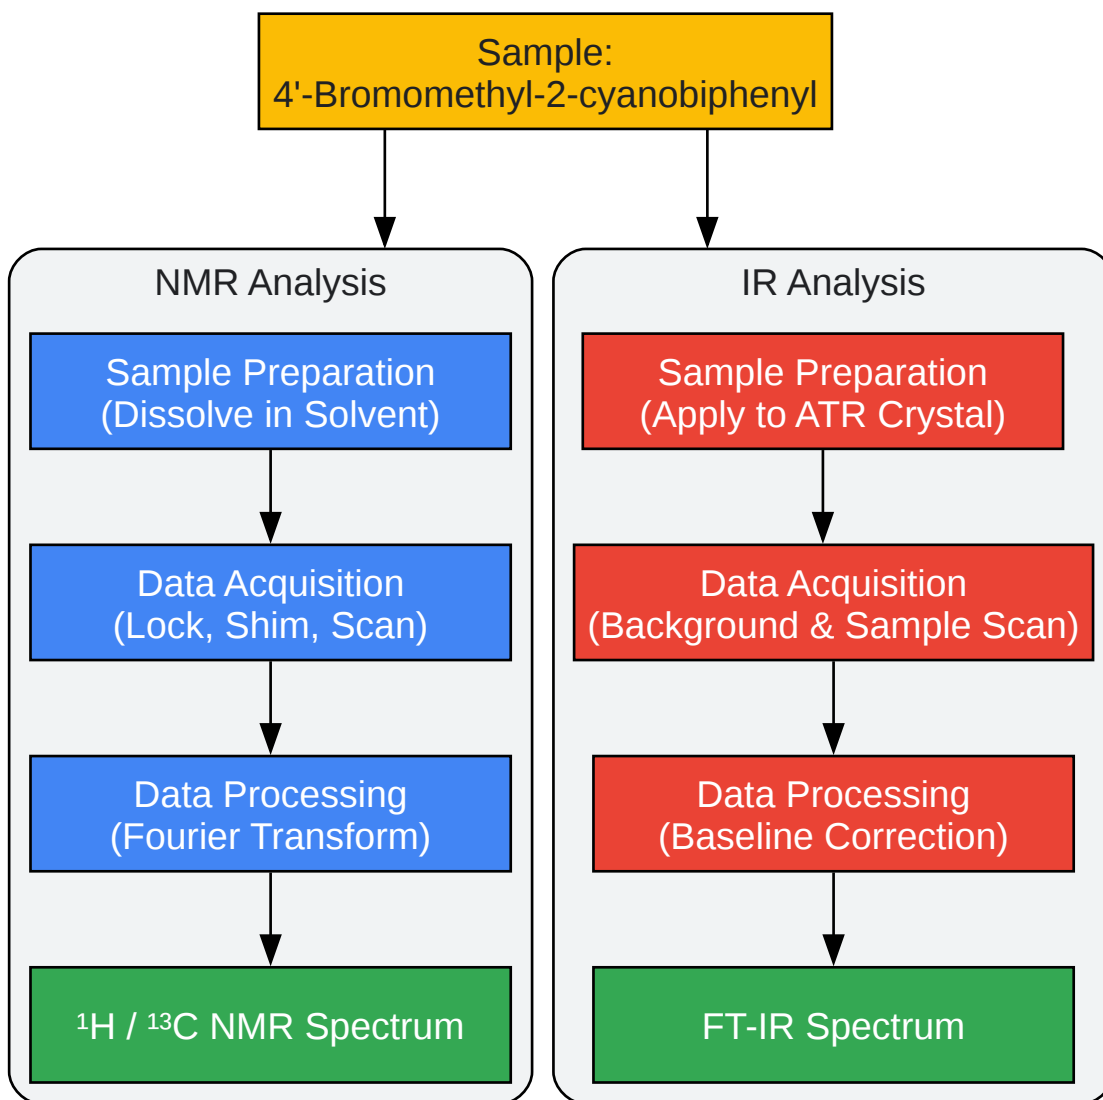 Sample:
4'-Bromomethyl-2-cyanobiphenyl
NMR Analysis
Sample Preparation
(Dissolve in Solvent)
Data Acquisition
(Lock, Shim, Scan)
Data Processing
(Fourier Transform)
¹H / ¹³C NMR Spectrum
IR Analysis
Sample Preparation
(Apply to ATR Crystal)
Data Acquisition
(Background & Sample Scan)
Data Processing
(Baseline Correction)
FT-IR Spectrum